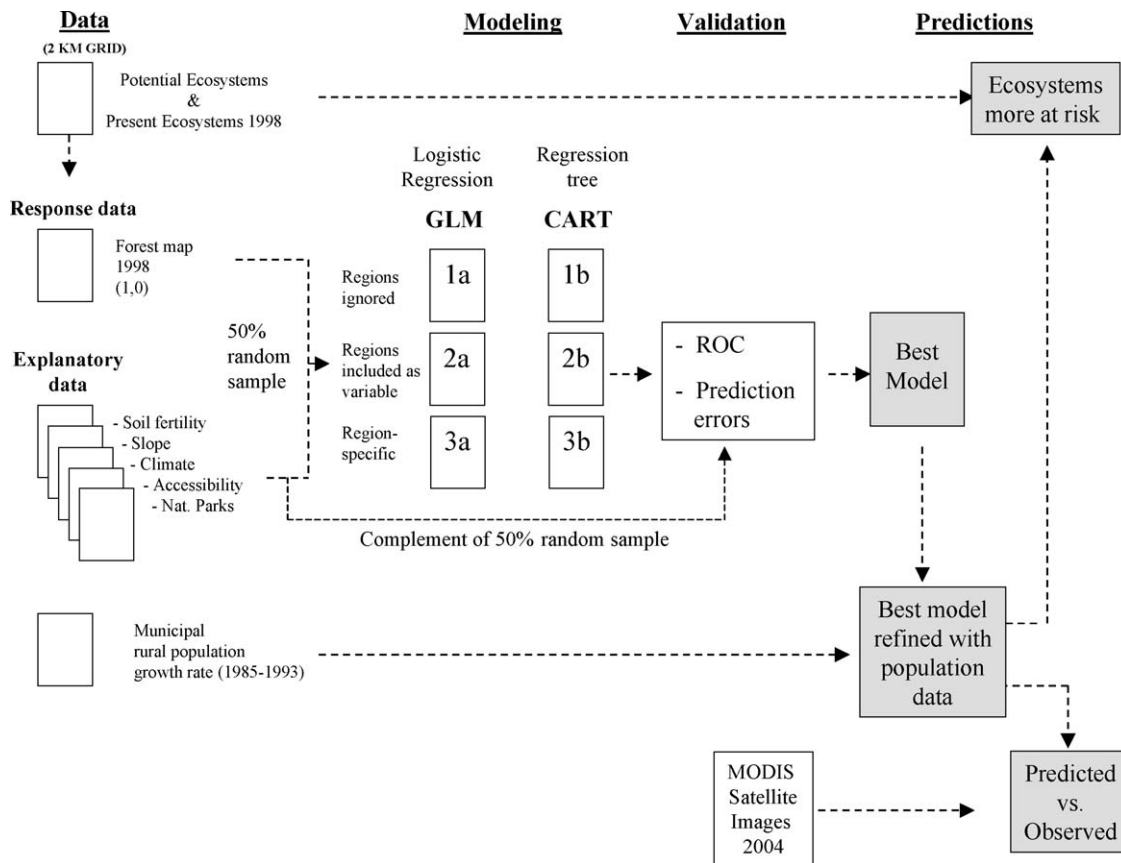 Data
(2 KM GRID)
Modeling
Validation
Predictions
Potential Ecosystems
&
Present Ecosystems 1998
Ecosystems
more at risk
Response data
Forest map
1998
(1,0)
Explanatory
data
- Soil fertility
- Slope
- Climate
- Accessibility
- Nat. Parks
50%
random
sample
Logistic
Regression
GLM
Regression
tree
CART
Regions
ignored
1a
1b
Regions
included as
variable
2a
2b
Region-
specific
3a
3b
- ROC
- Prediction
errors
Best
Model
Complement of 50% random sample
Municipal
rural population
growth rate (1985-1993)
Best model
refined with
population
data
MODIS
Satellite
Images
2004
Predicted
vs.
Observed